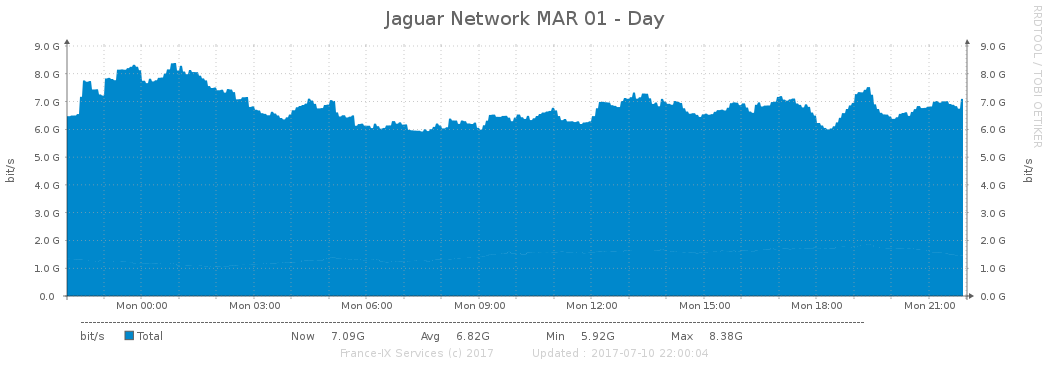 Jaguar Network MAR 01 - Day
RRDTOOL / TOBI OETIKER
9.0 G 9.0 G
8.0 G 8.0 G
7.0 G 7.0 G
6.0 G 6.0 G
5.0 G 5.0 G
4.0 G 4.0 G
3.0 G 3.0 G
2.0 G 2.0 G
1.0 G 1.0 G
0.0 0.0 G
bit/s bit/s
Mon 00:00 Mon 03:00 Mon 06:00 Mon 09:00 Mon 12:00 Mon 15:00 Mon 18:00 Mon 21:00
bit/s Total Now 7.09G Avg 6.82G Min 5.92G Max 8.38G
France-IX Services (c) 2017 Updated : 2017-07-10 22:00:04